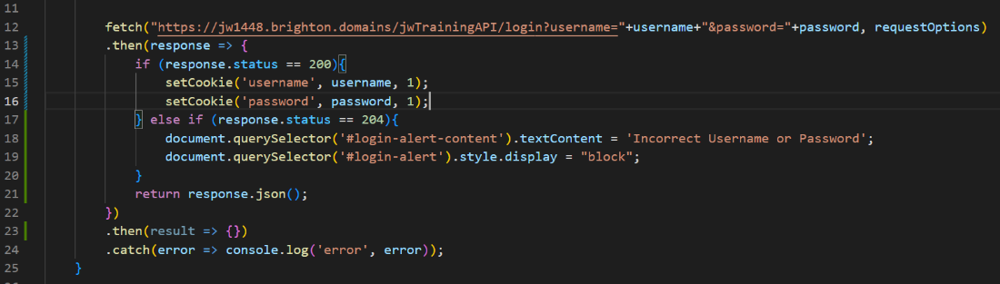 11
12 fetch("https://jw1448.brighton.domains/jwTrainingAPI/login?username="+username+"&password="+password, requestOptions)
13 .then(response => {
14 if (response.status == 200){
15 setCookie('username', username, 1);
16 setCookie('password', password, 1);
17 } else if (response.status == 204){
18 document.querySelector('#login-alert-content').textContent = 'Incorrect Username or Password';
19 document.querySelector('#login-alert').style.display = "block";
20 }
21 return response.json();
22 })
23 .then(result => {})
24 .catch(error => console.log('error', error));
25 }